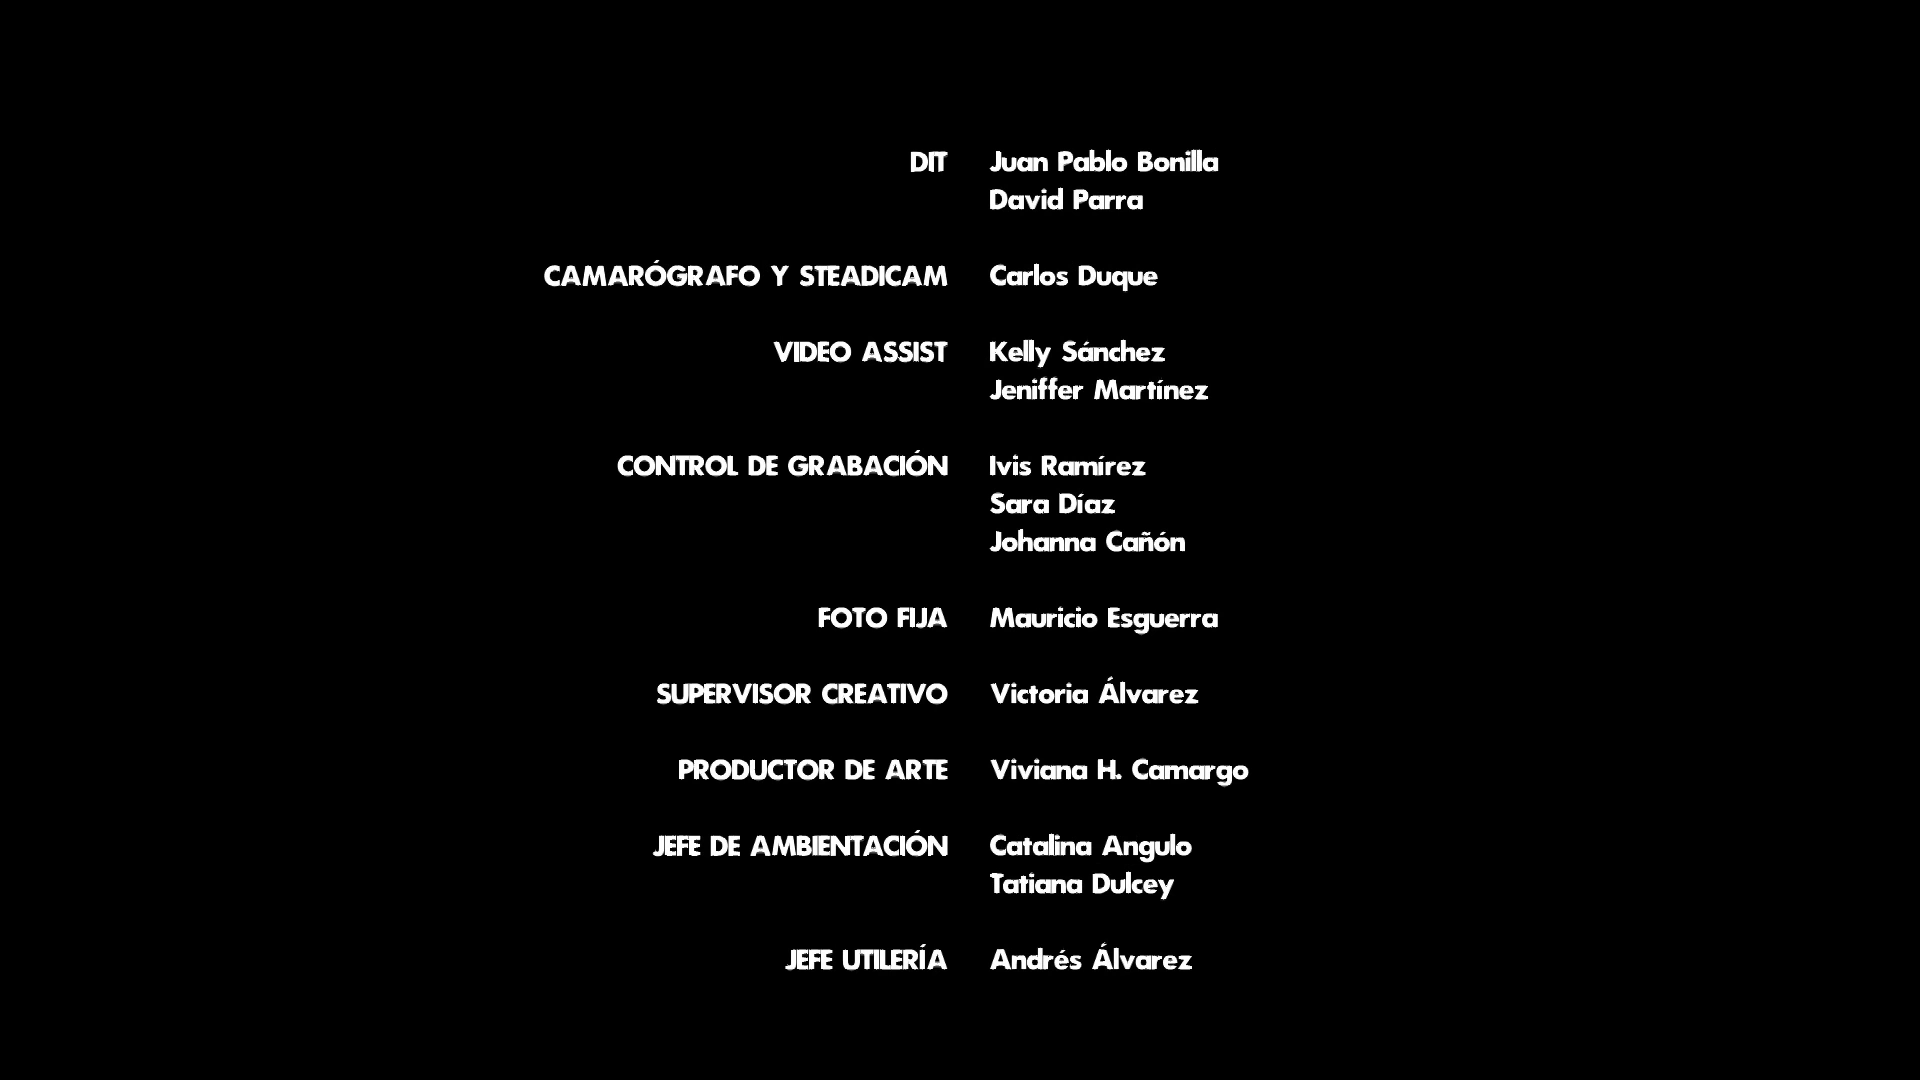 DIT Juan Pablo Bonilla
David Parra
CAMARÓGRAFO Y STEADICAM Carlos Duque
VIDEO ASSIST Kelly Sánchez
Jeniffer Martínez
CONTROL DE GRABACIÓN Ivis Ramírez
Sara Díaz
Johanna Cañón
FOTO FIJA Mauricio Esguerra
SUPERVISOR CREATIVO Victoria Álvarez
PRODUCTOR DE ARTE Viviana H. Camargo
JEFE DE AMBIENTACIÓN Catalina Angulo
Tatiana Dulcey
JEFE UTILERÍA Andrés Álvarez